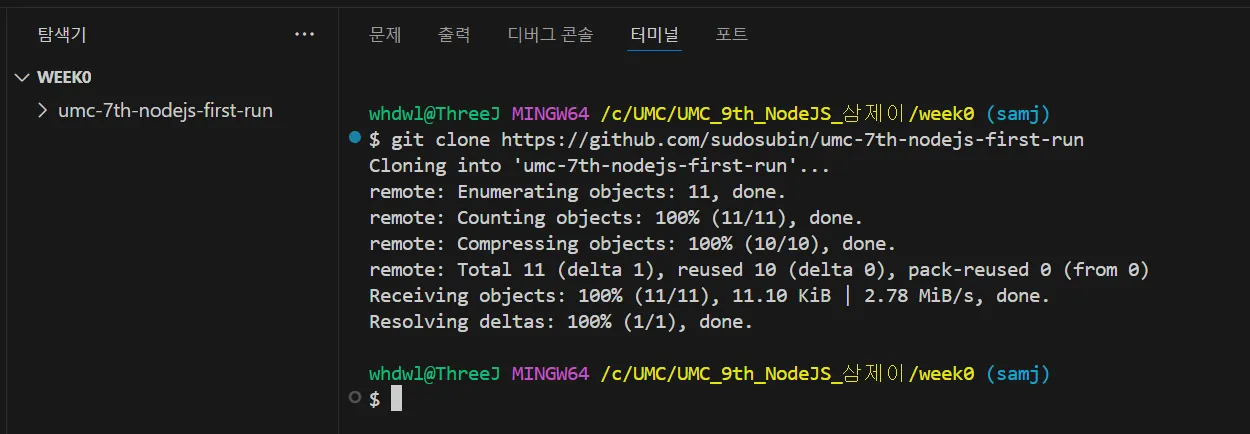 탐색기 ···
문제 출력 디버그 콘솔 터미널 포트
WEEK0
umc-7th-nodejs-first-run
whdwl@ThreeJ MINGW64 /c/UMC/UMC_9th_NodeJS_삼제이/week0 (samj)
$ git clone https://github.com/sudosubin/umc-7th-nodejs-first-run
Cloning into 'umc-7th-nodejs-first-run'...
remote: Enumerating objects: 11, done.
remote: Counting objects: 100% (11/11), done.
remote: Compressing objects: 100% (10/10), done.
remote: Total 11 (delta 1), reused 10 (delta 0), pack-reused 0 (from 0)
Receiving objects: 100% (11/11), 11.10 KiB | 2.78 MiB/s, done.
Resolving deltas: 100% (1/1), done.
whdwl@ThreeJ MINGW64 /c/UMC/UMC_9th_NodeJS_삼제이/week0 (samj)
$